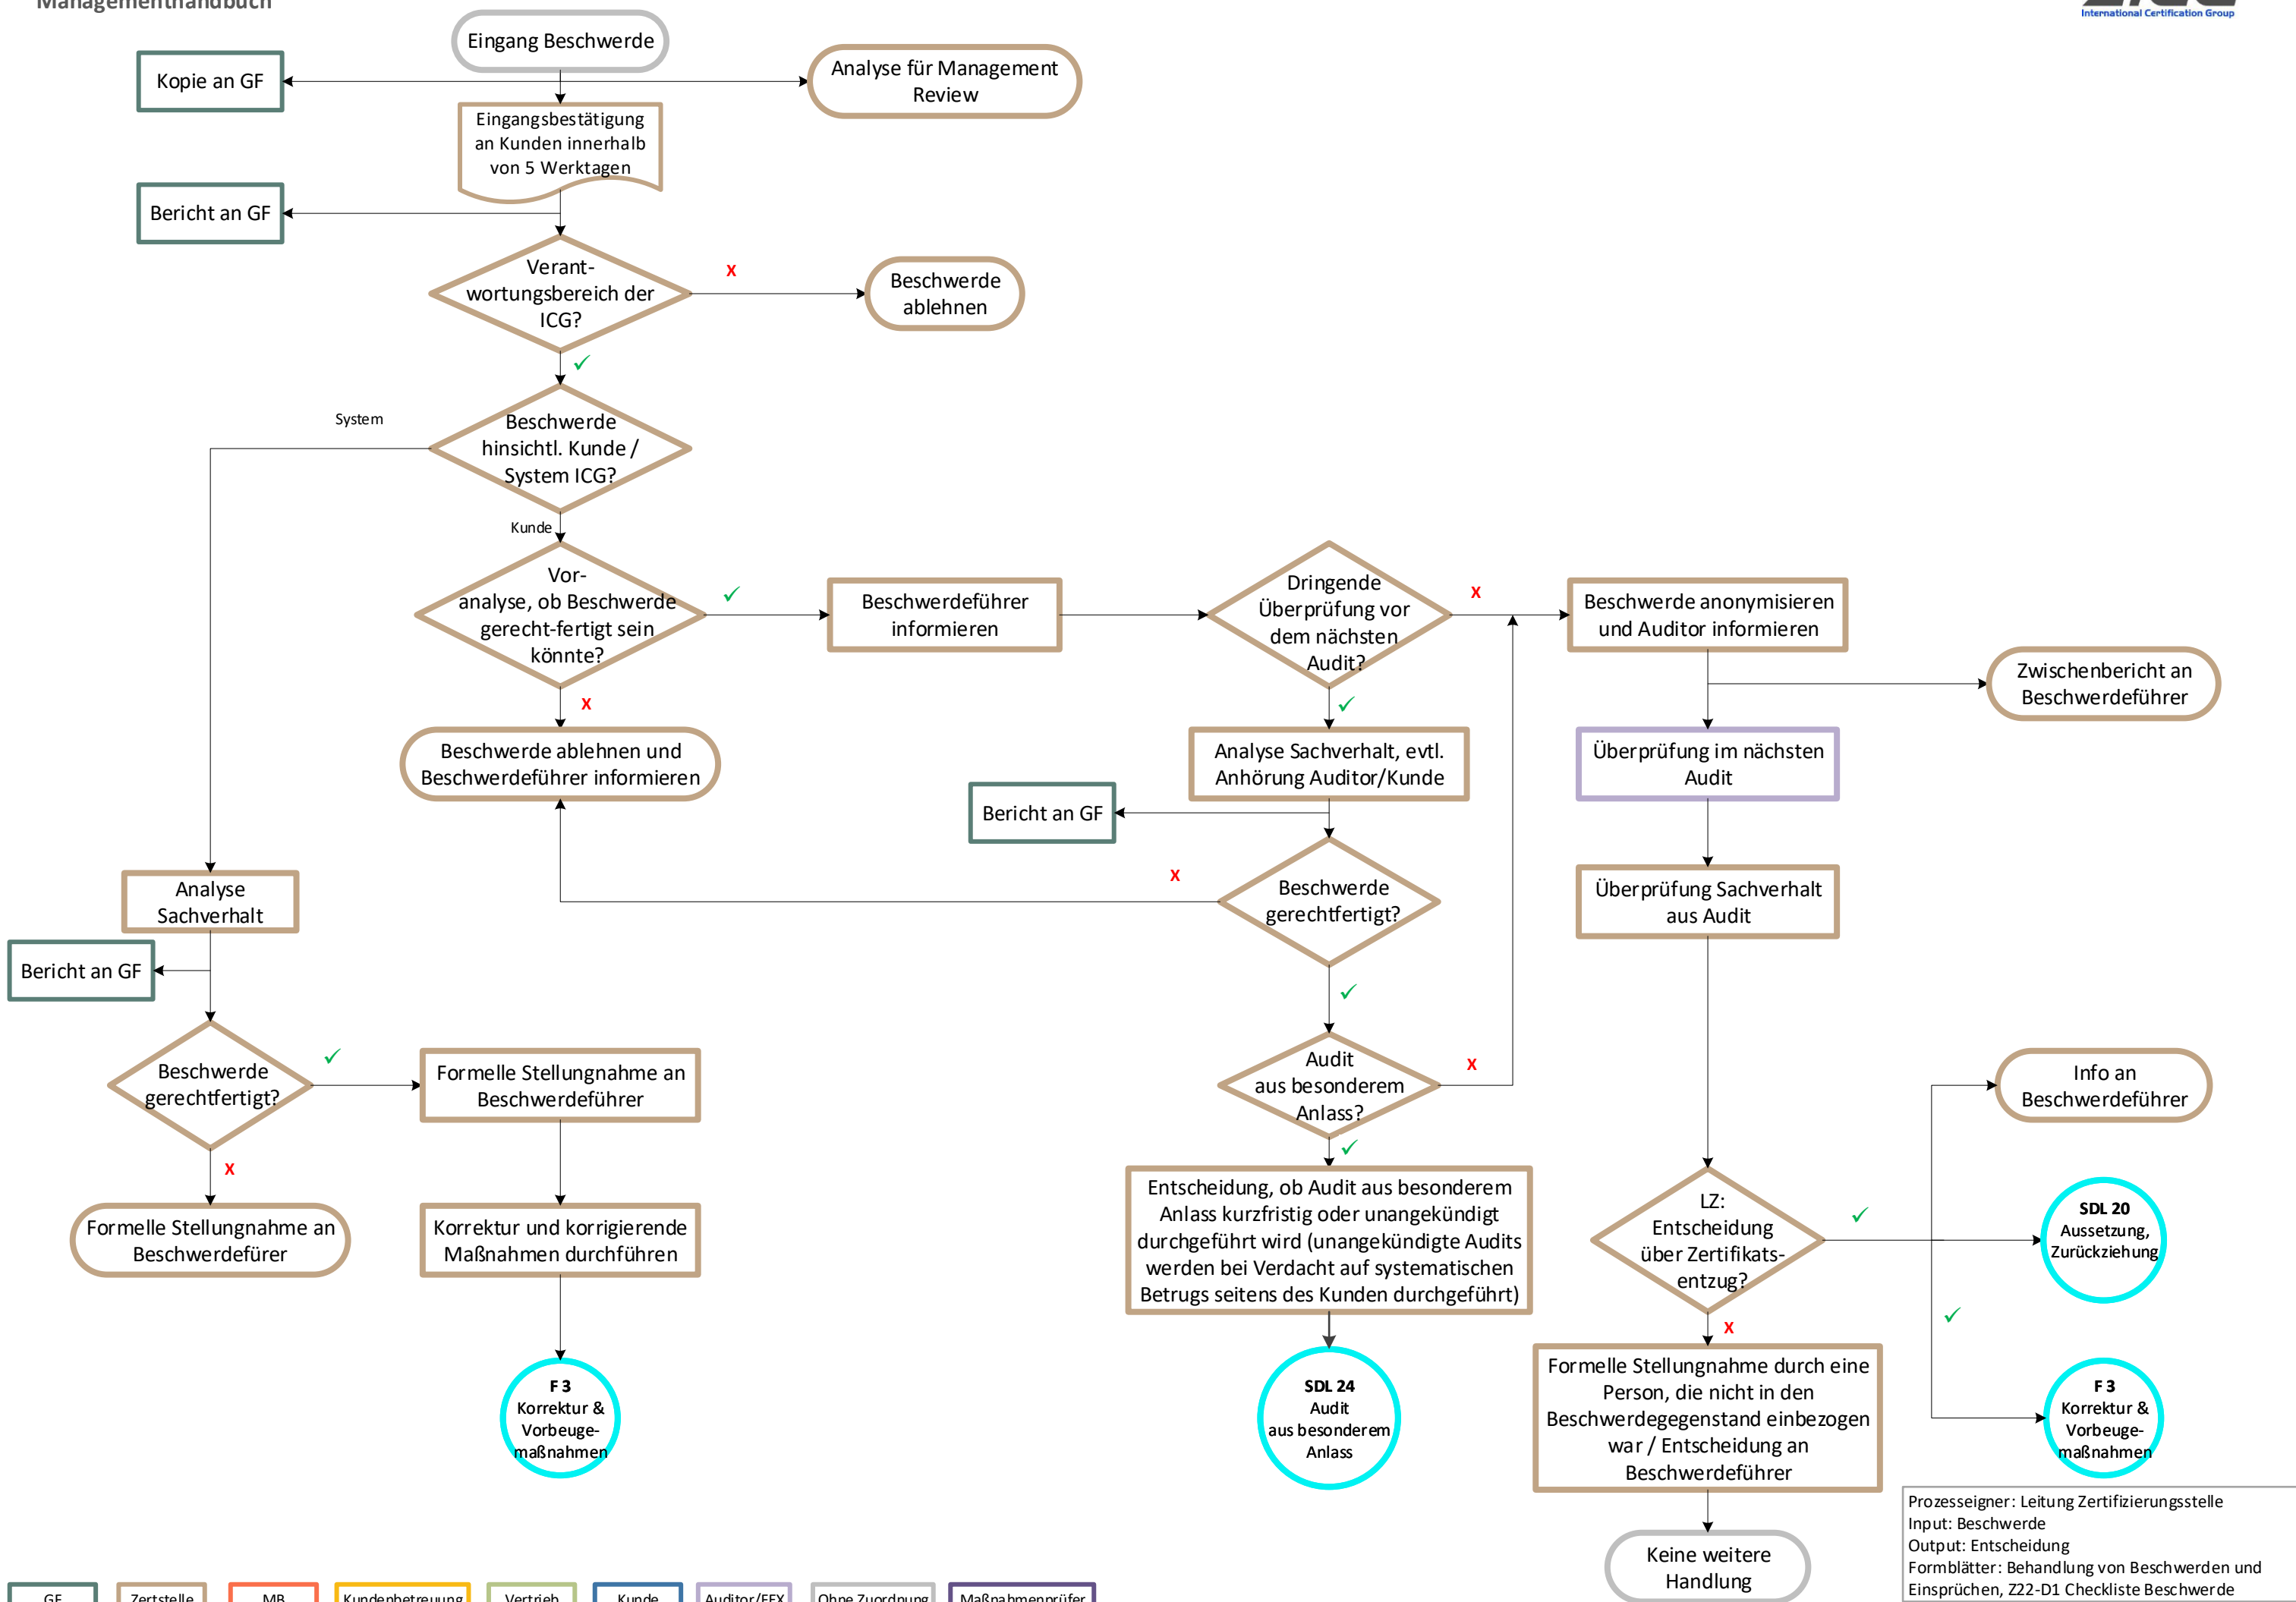 Managementhandbuch
International Certification Group
Eingang Beschwerde
Kopie an GF
Analyse für Management
Review
Eingangsbestätigung
an Kunden innerhalb
von 5 Werktagen
Bericht an GF
Verant-
wortungsbereich der
ICG?
X
Beschwerde
ablehnen
✓
System
Beschwerde
hinsichtl. Kunde /
System ICG?
Kunde
Vor-
analyse, ob Beschwerde
gerecht-fertigt sein
könnte?
✓
X
Beschwerdeführer
informieren
Dringende
Überprüfung vor
dem nächsten
Audit?
X
✓
Beschwerde anonymisieren
und Auditor informieren
Zwischenbericht an
Beschwerdeführer
Beschwerde ablehnen und
Beschwerdeführer informieren
Analyse Sachverhalt, evtl.
Anhörung Auditor/Kunde
Überprüfung im nächsten
Audit
Bericht an GF
X
Beschwerde
gerechtfertigt?
✓
Überprüfung Sachverhalt
aus Audit
Analyse
Sachverhalt
Bericht an GF
Beschwerde
gerechtfertigt?
✓
X
Formelle Stellungnahme an
Beschwerdeführer
Audit
aus besonderem
Anlass?
X
✓
Info an
Beschwerdeführer
Formelle Stellungnahme an
Beschwerdefürer
Korrektur und korrigierende
Maßnahmen durchführen
Entscheidung, ob Audit aus besonderem
Anlass kurzfristig oder unangekündigt
durchgeführt wird (unangekündigte Audits
werden bei Verdacht auf systematischen
Betrugs seitens des Kunden durchgeführt)
LZ:
Entscheidung
über Zertifikats-
entzug?
✓
X
SDL 20
Aussetzung,
Zurückziehung
✓
F 3
Korrektur &
Vorbeuge-
maßnahmen
SDL 24
Audit
aus besonderem
Anlass
Formelle Stellungnahme durch eine
Person, die nicht in den
Beschwerdegegenstand einbezogen
war / Entscheidung an
Beschwerdeführer
F 3
Korrektur &
Vorbeuge-
maßnahmen
Keine weitere
Handlung
Prozesseigner: Leitung Zertifizierungsstelle
Input: Beschwerde
Output: Entscheidung
Formblätter: Behandlung von Beschwerden und
Einsprüchen, Z22-D1 Checkliste Beschwerde
GF
Zertstelle
MB
Kundenbetreuung
Vertrieb
Kunde
Auditor/FEX
Ohne Zuordnung
Maßnahmenprüfer